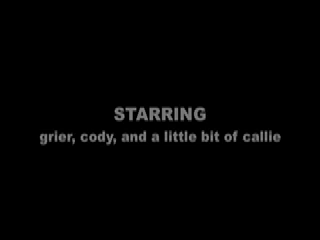 STARRING
grier, cody, and a little bit of callie